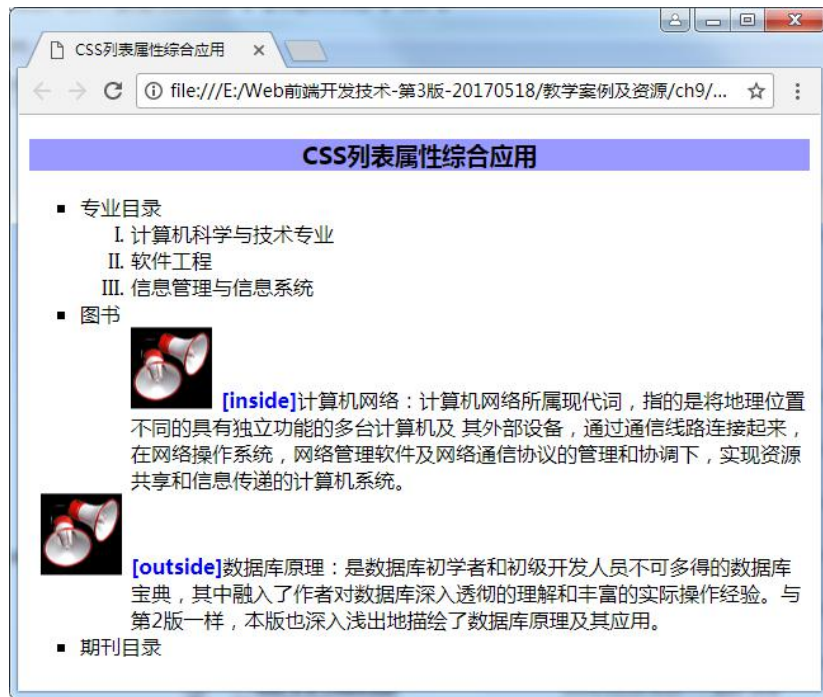 CSS列表属性综合应用
file:///E:/Web前端开发技术-第3版-20170518/教学案例及资源/ch9/...
CSS列表属性综合应用
专业目录
I. 计算机科学与技术专业
II. 软件工程
III. 信息管理与信息系统
图书
[inside]计算机网络：计算机网络所属现代词，指的是将地理位置
不同的具有独立功能的多台计算机及 其外部设备，通过通信线路连接起来，
在网络操作系统，网络管理软件及网络通信协议的管理和协调下，实现资源
共享和信息传递的计算机系统。
[outside]数据库原理：是数据库初学者和初级开发人员不可多得的数据库
宝典，其中融入了作者对数据库深入透彻的理解和丰富的实际操作经验。与
第2版一样，本版也深入浅出地描绘了数据库原理及其应用。
期刊目录